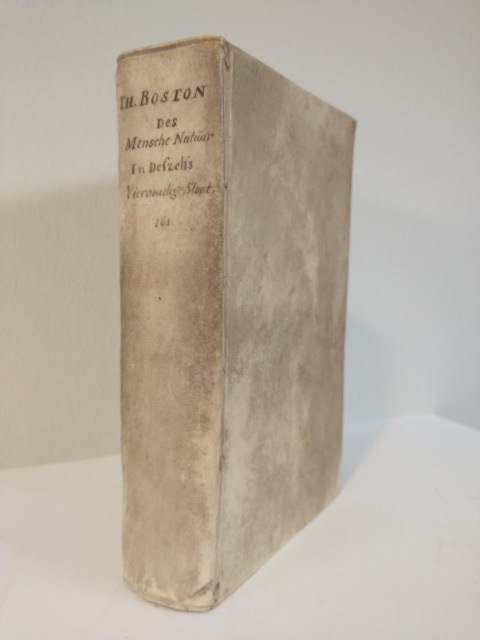 TH. BOSTON
Des
Mensche Natuur
In Deszelfs
Viervoudige Staat.